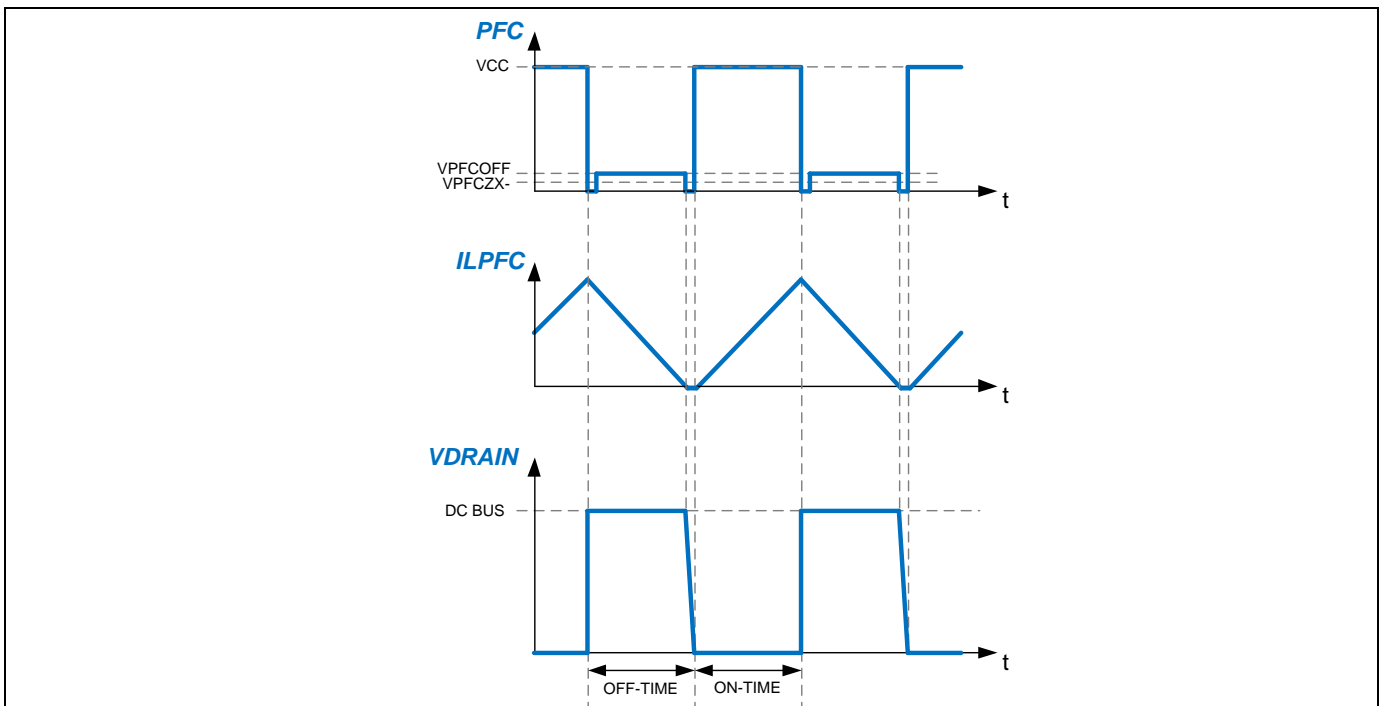 PFC
VCC
VPFCOFF
VPFCZX-
t
ILPFC
t
VDRAIN
DC BUS
t
OFF-TIME ON-TIME